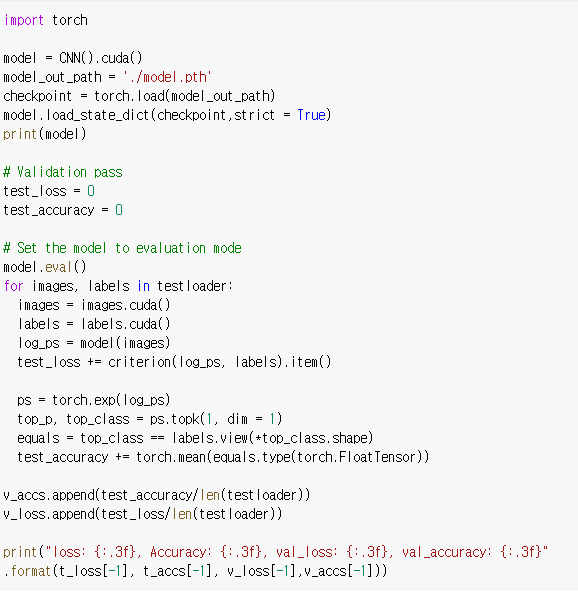 import torch

model = CNN().cuda()
model_out_path = './model.pth'
checkpoint = torch.load(model_out_path)
model.load_state_dict(checkpoint,strict = True)
print(model)

# Validation pass
test_loss = 0
test_accuracy = 0

# Set the model to evaluation mode
model.eval()
for images, labels in testloader:
  images = images.cuda()
  labels = labels.cuda()
  log_ps = model(images)
  test_loss += criterion(log_ps, labels).item()

  ps = torch.exp(log_ps)
  top_p, top_class = ps.topk(1, dim = 1)
  equals = top_class == labels.view(*top_class.shape)
  test_accuracy += torch.mean(equals.type(torch.FloatTensor))

v_accs.append(test_accuracy/len(testloader))
v_loss.append(test_loss/len(testloader))

print("loss: {:.3f}, Accuracy: {:.3f}, val_loss: {:.3f}, val_accuracy: {:.3f}"
.format(t_loss[-1], t_accs[-1], v_loss[-1],v_accs[-1]))